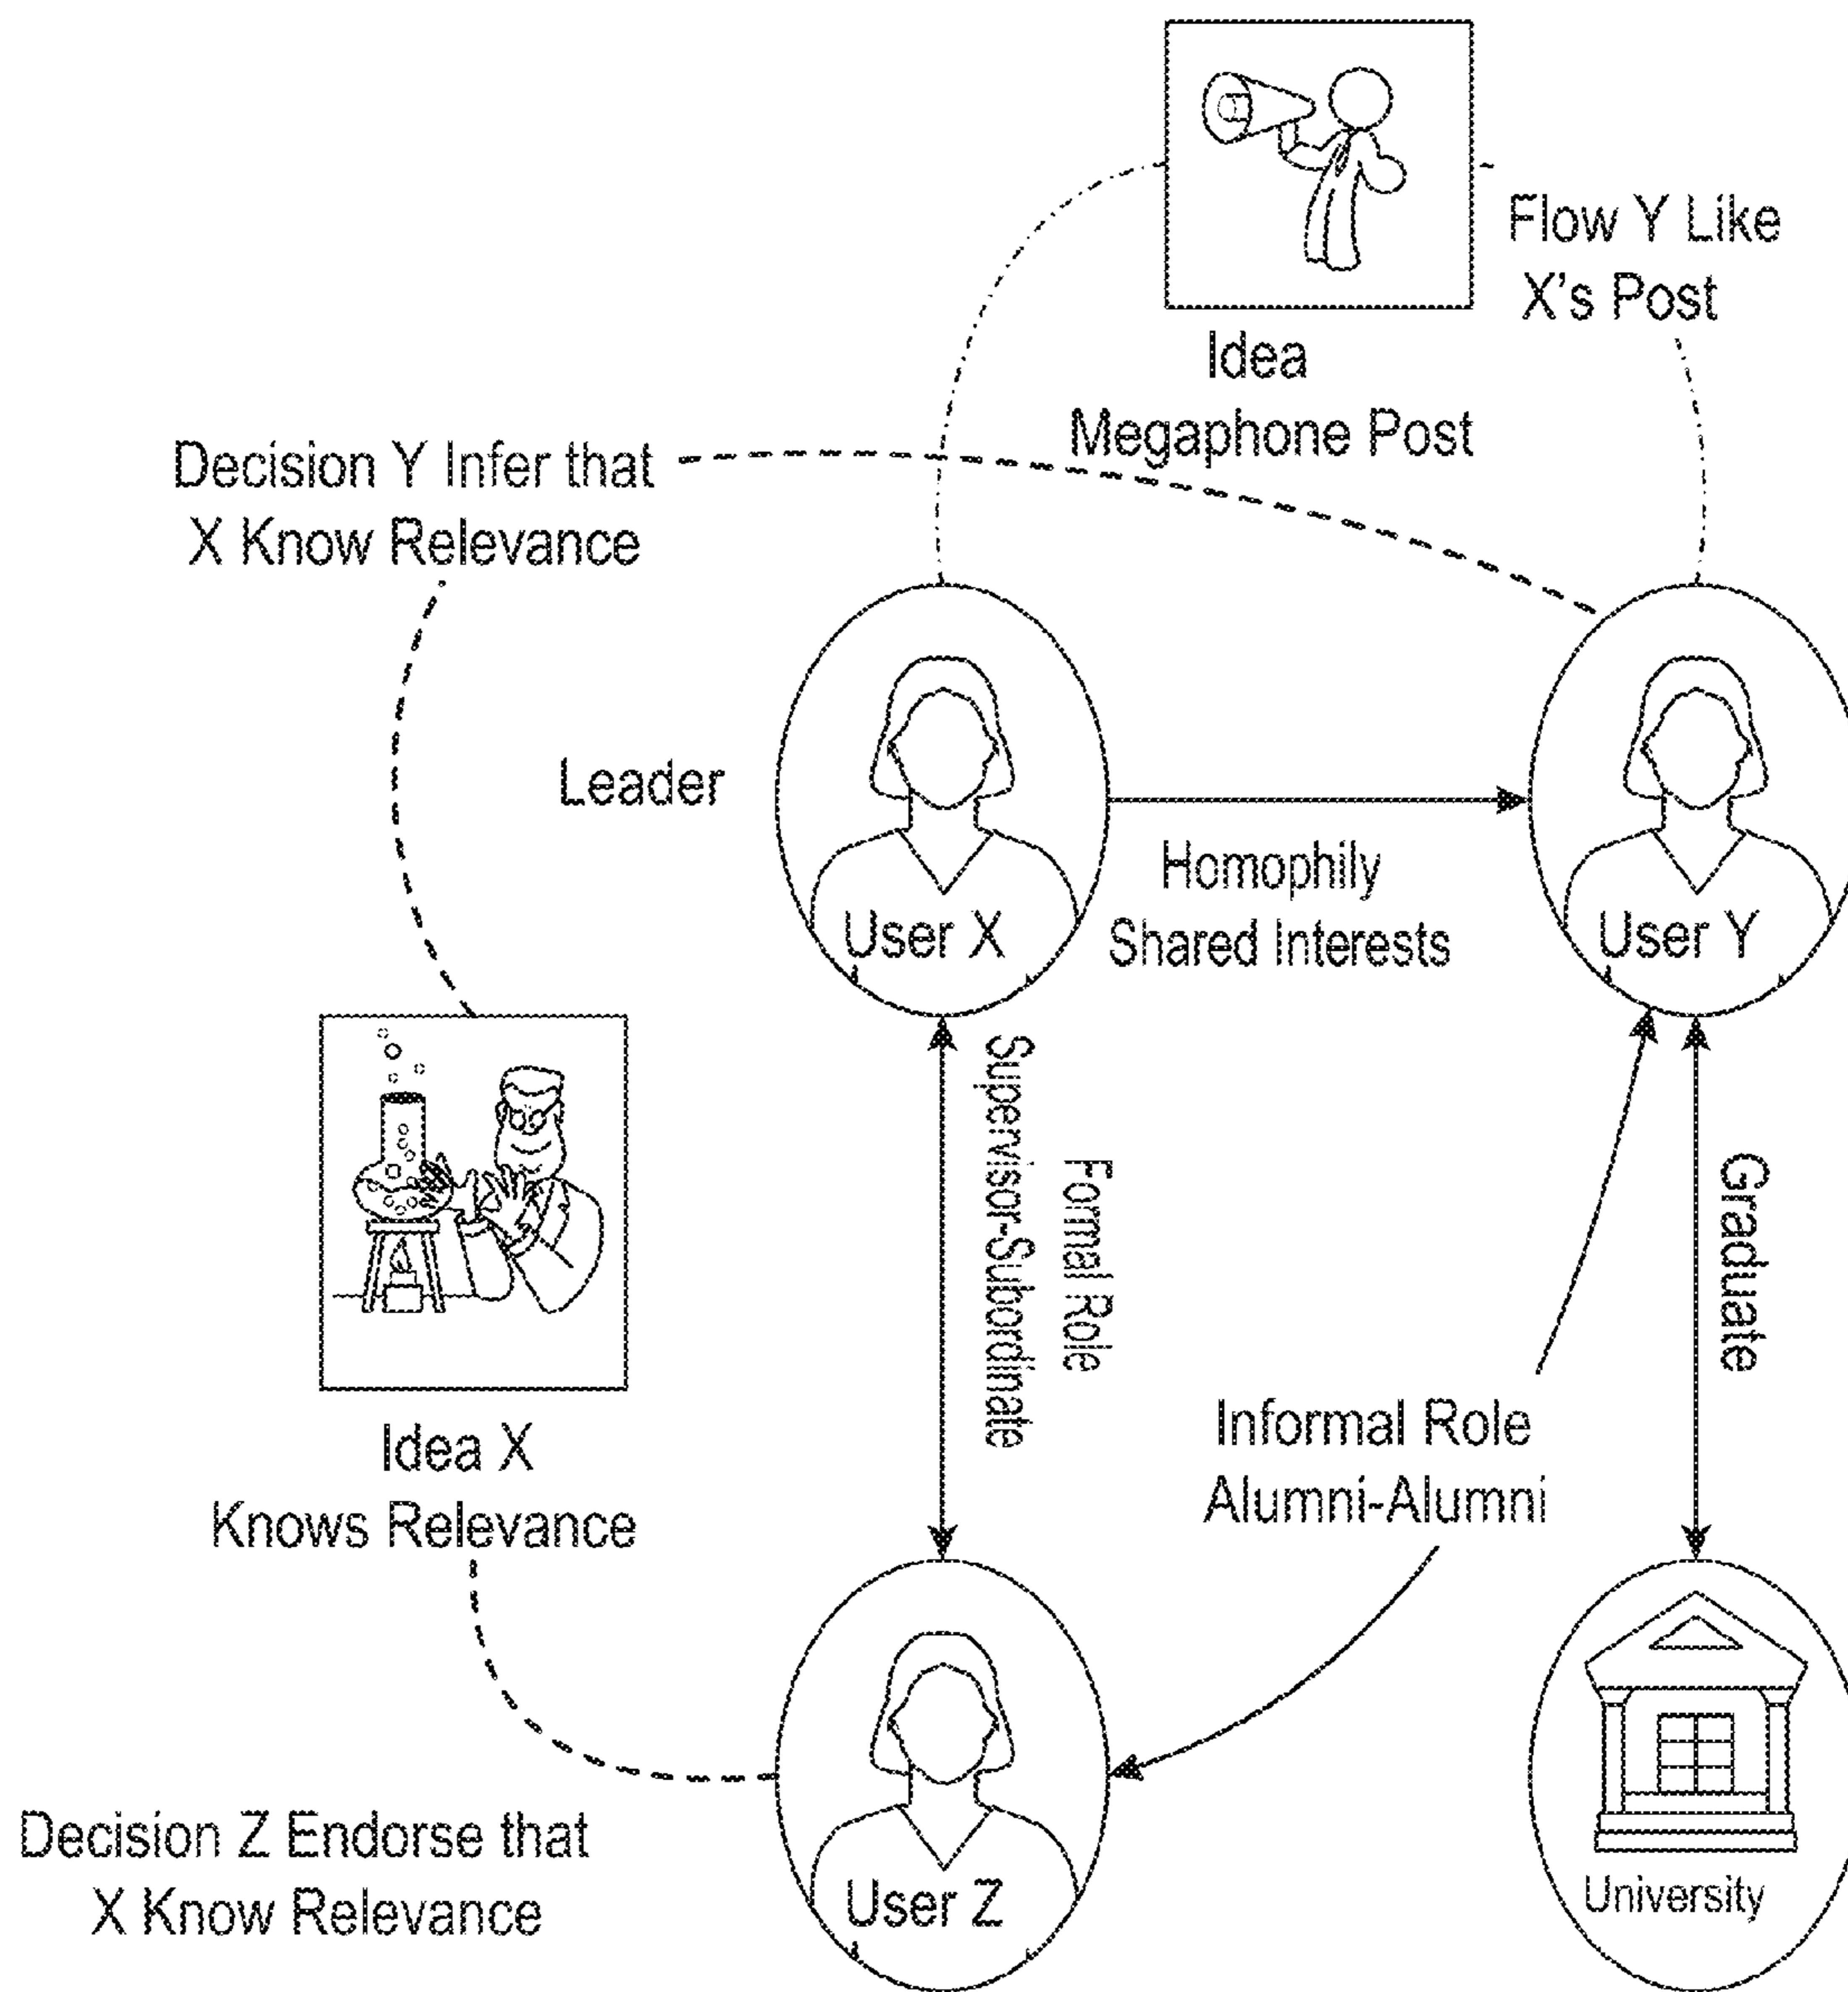 Flow Y Like
X's Post
Idea
Megaphone Post
Decision Y Infer that
X Know Relevance
Leader
User X
Homophily
Shared Interests
User Y
Supervisor-Subordinate
Formal Role
Graduate
Idea X
Knows Relevance
Informal Role
Alumni-Alumni
Decision Z Endorse that
X Know Relevance
User Z
University